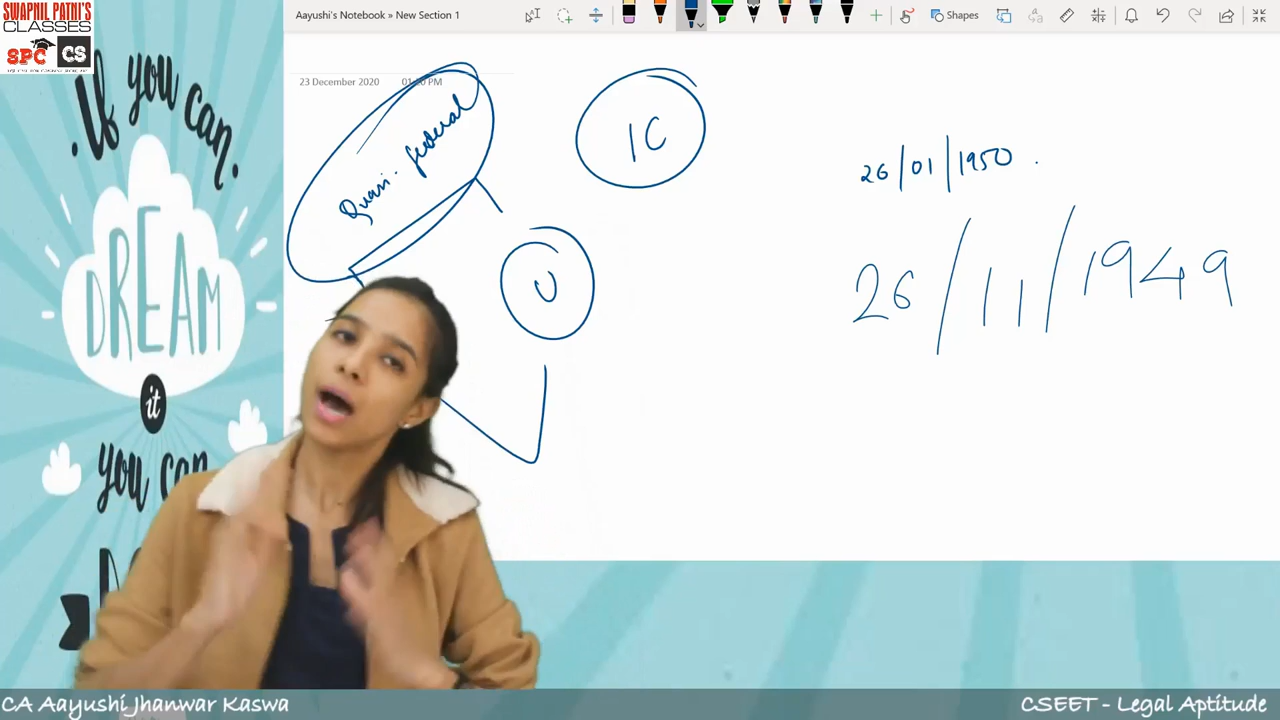 SWAPNIL PATNI'S
CLASSES
SPC CS
Aayushi's Notebook » New Section 1
Shapes
23 December 2020
PM
If you can
DREAM
it
you can
Quasi-federal
IC
U
26/01/1950
26/11/1949
CA Aayushi Jhanwar Kaswa
CSEET - Legal Aptitude